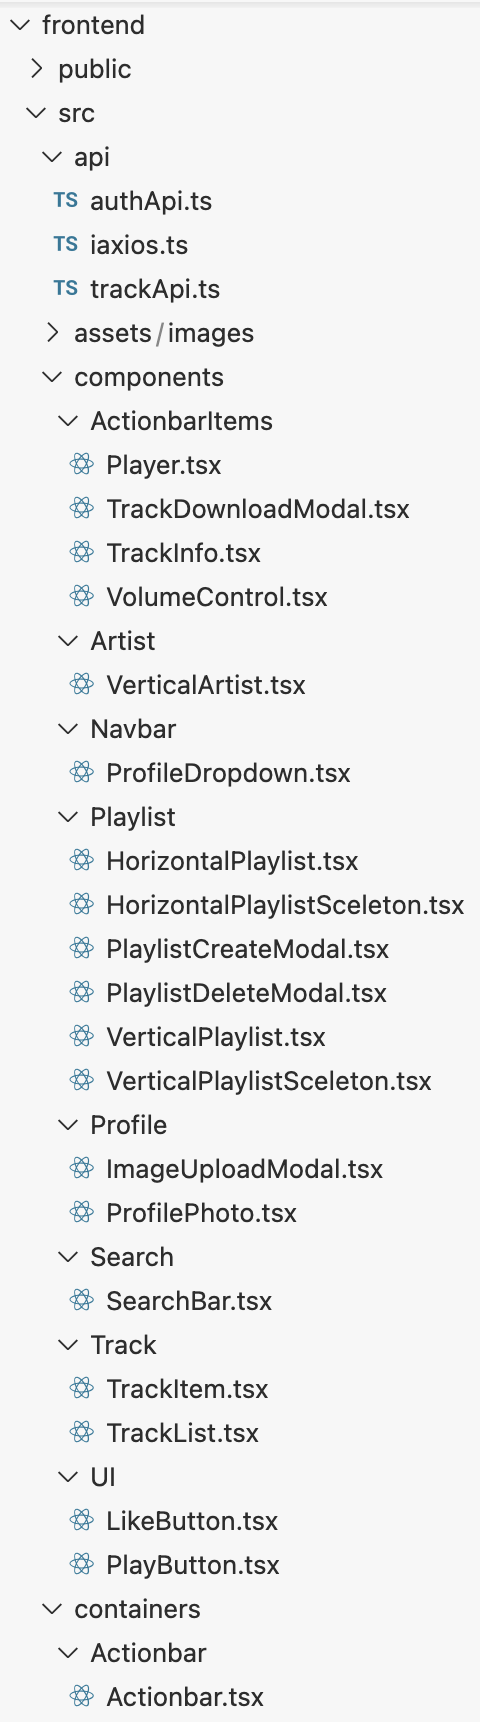 frontend
public
src
api
TS authApi.ts
TS iaxios.ts
TS trackApi.ts
assets/images
components
ActionbarItems
Player.tsx
TrackDownloadModal.tsx
TrackInfo.tsx
VolumeControl.tsx
Artist
VerticalArtist.tsx
Navbar
ProfileDropdown.tsx
Playlist
HorizontalPlaylist.tsx
HorizontalPlaylistSceleton.tsx
PlaylistCreateModal.tsx
PlaylistDeleteModal.tsx
VerticalPlaylist.tsx
VerticalPlaylistSceleton.tsx
Profile
ImageUploadModal.tsx
ProfilePhoto.tsx
Search
SearchBar.tsx
Track
TrackItem.tsx
TrackList.tsx
UI
LikeButton.tsx
PlayButton.tsx
containers
Actionbar
Actionbar.tsx